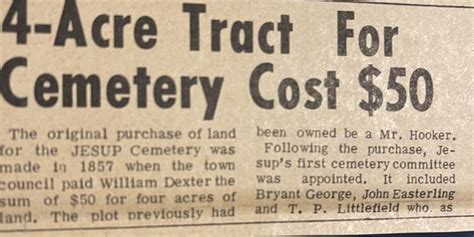 4-Acre Tract For
Cemetery Cost $50
The original purchase of land
for the JESUP Cemetery was
made in 1857 when the town
council paid William Dexter the
sum of $50 for four acres of
land. The plot previously had
been owned be a Mr. Hooker.
Following the purchase, Je-
sup's first cemetery committee
was appointed. It included
Bryant George, John Easterling
and T. P. Littlefield who as